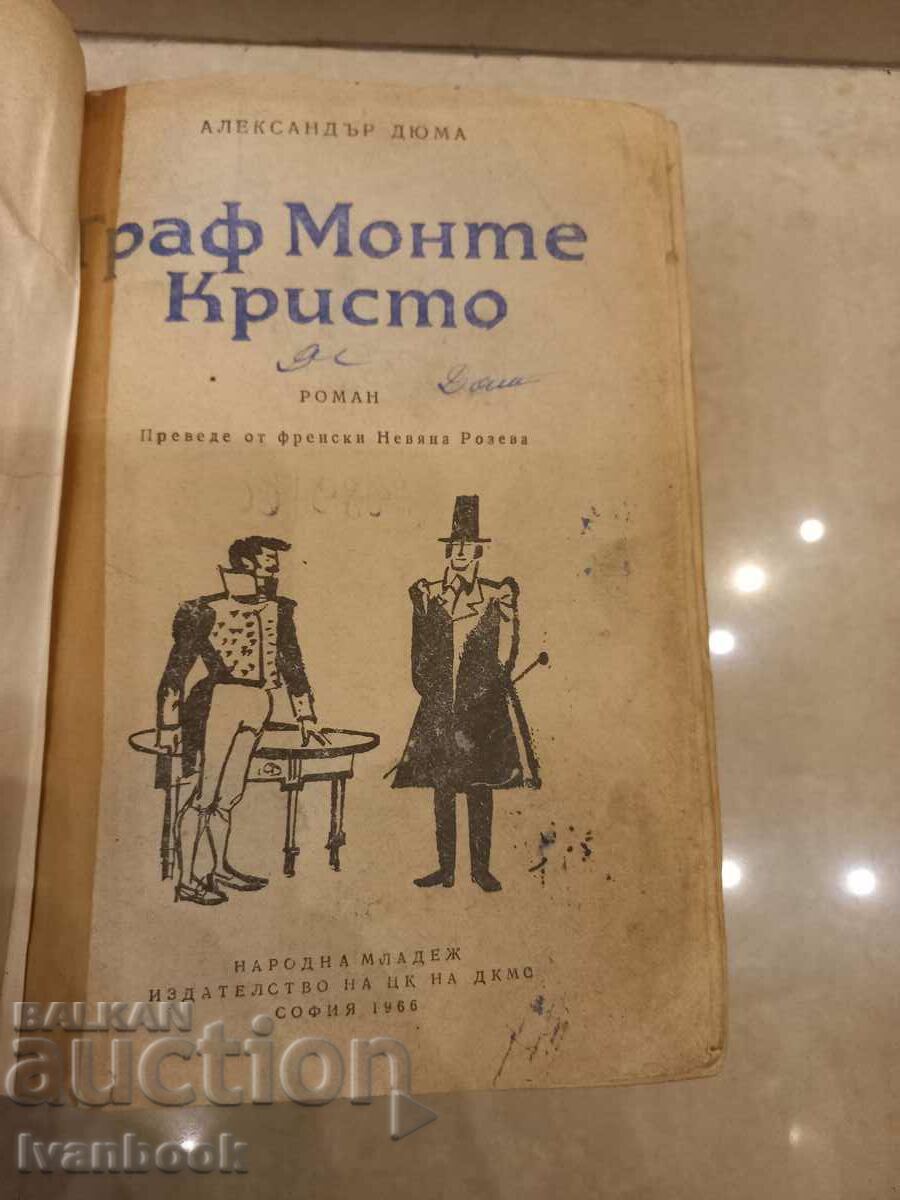 АЛЕКСАНДЪР ДЮМА
Граф Монте
Кристо
РОМАН
Преведе от френски Невяна Розева
НАРОДНА МЛАДЕЖ
ИЗДАТЕЛСТВО НА ЦК НА ДКМС
СОФИЯ 1966
BALKAN
auction
Ivanbook